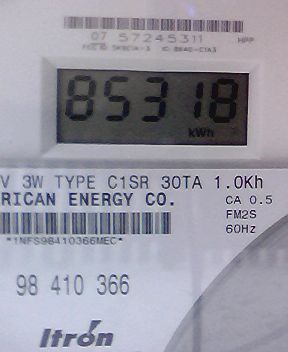 07 57245311 HPP
85318
kWh
V 3W TYPE C1SR 30TA 1.0Kh
RICAN ENERGY CO. CA 0.5
FM2S
60Hz
*1NFS98410366MEC*
98 410 366
Itron